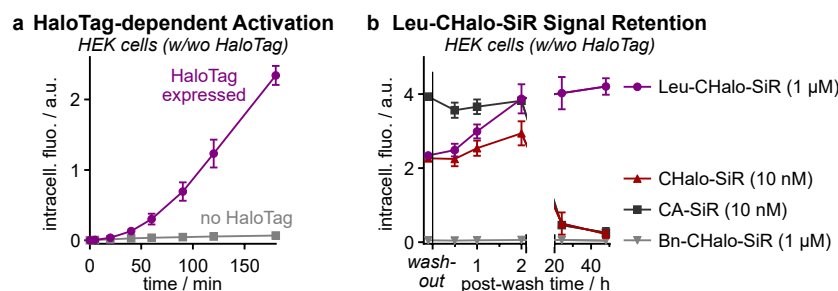 a HaloTag-dependent Activation
HEK cells (w/wo HaloTag)
intracell. fluo. / a.u.
2
1
0
HaloTag
expressed
no HaloTag
0 50 100 150
time / min
b Leu-CHalo-SiR Signal Retention
HEK cells (w/wo HaloTag)
intracell. fluo. / a.u.
4
2
0
wash-
out
1 2 20 40
post-wash time / h
Leu-CHalo-SiR (1 µM)
CHalo-SiR (10 nM)
CA-SiR (10 nM)
Bn-CHalo-SiR (1 µM)